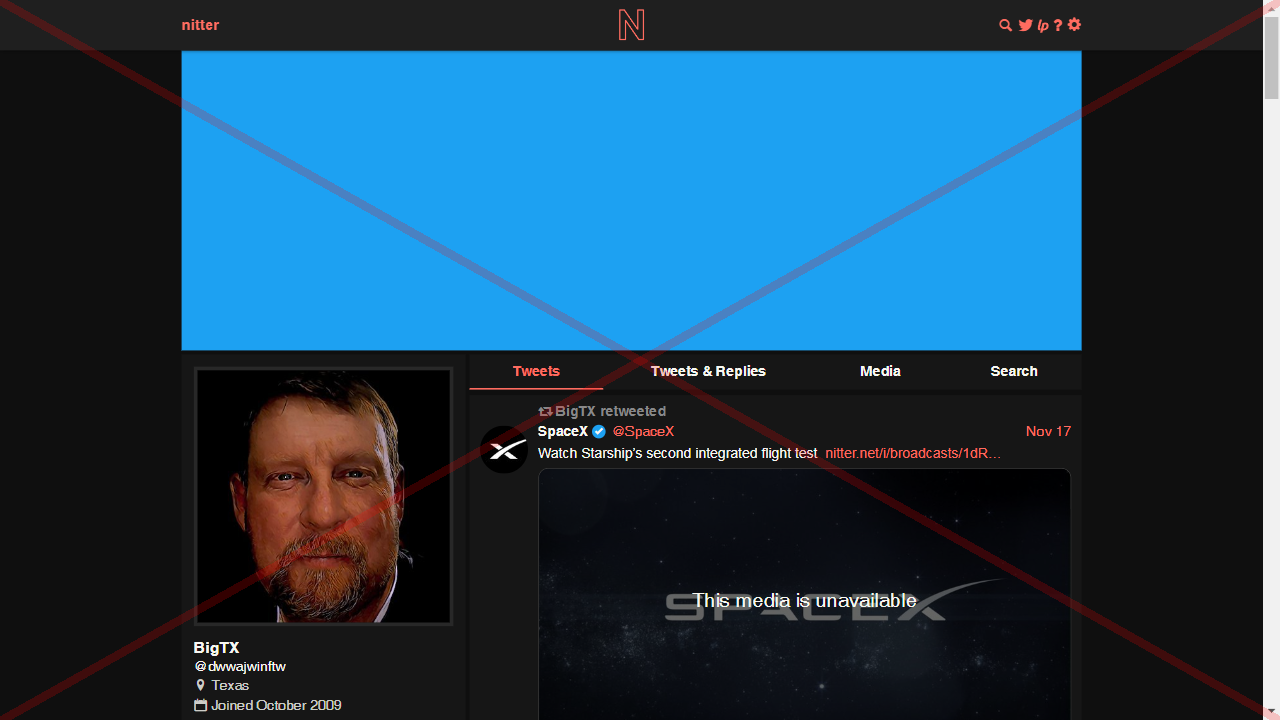 nitter
N
lp ?
Tweets Tweets & Replies Media Search
BigTX retweeted
SpaceX @SpaceX Nov 17
Watch Starship's second integrated flight test nitter.net/i/broadcasts/1dR…
SPACEX
This media is unavailable
BigTX
@dwwajwinftw
Texas
Joined October 2009